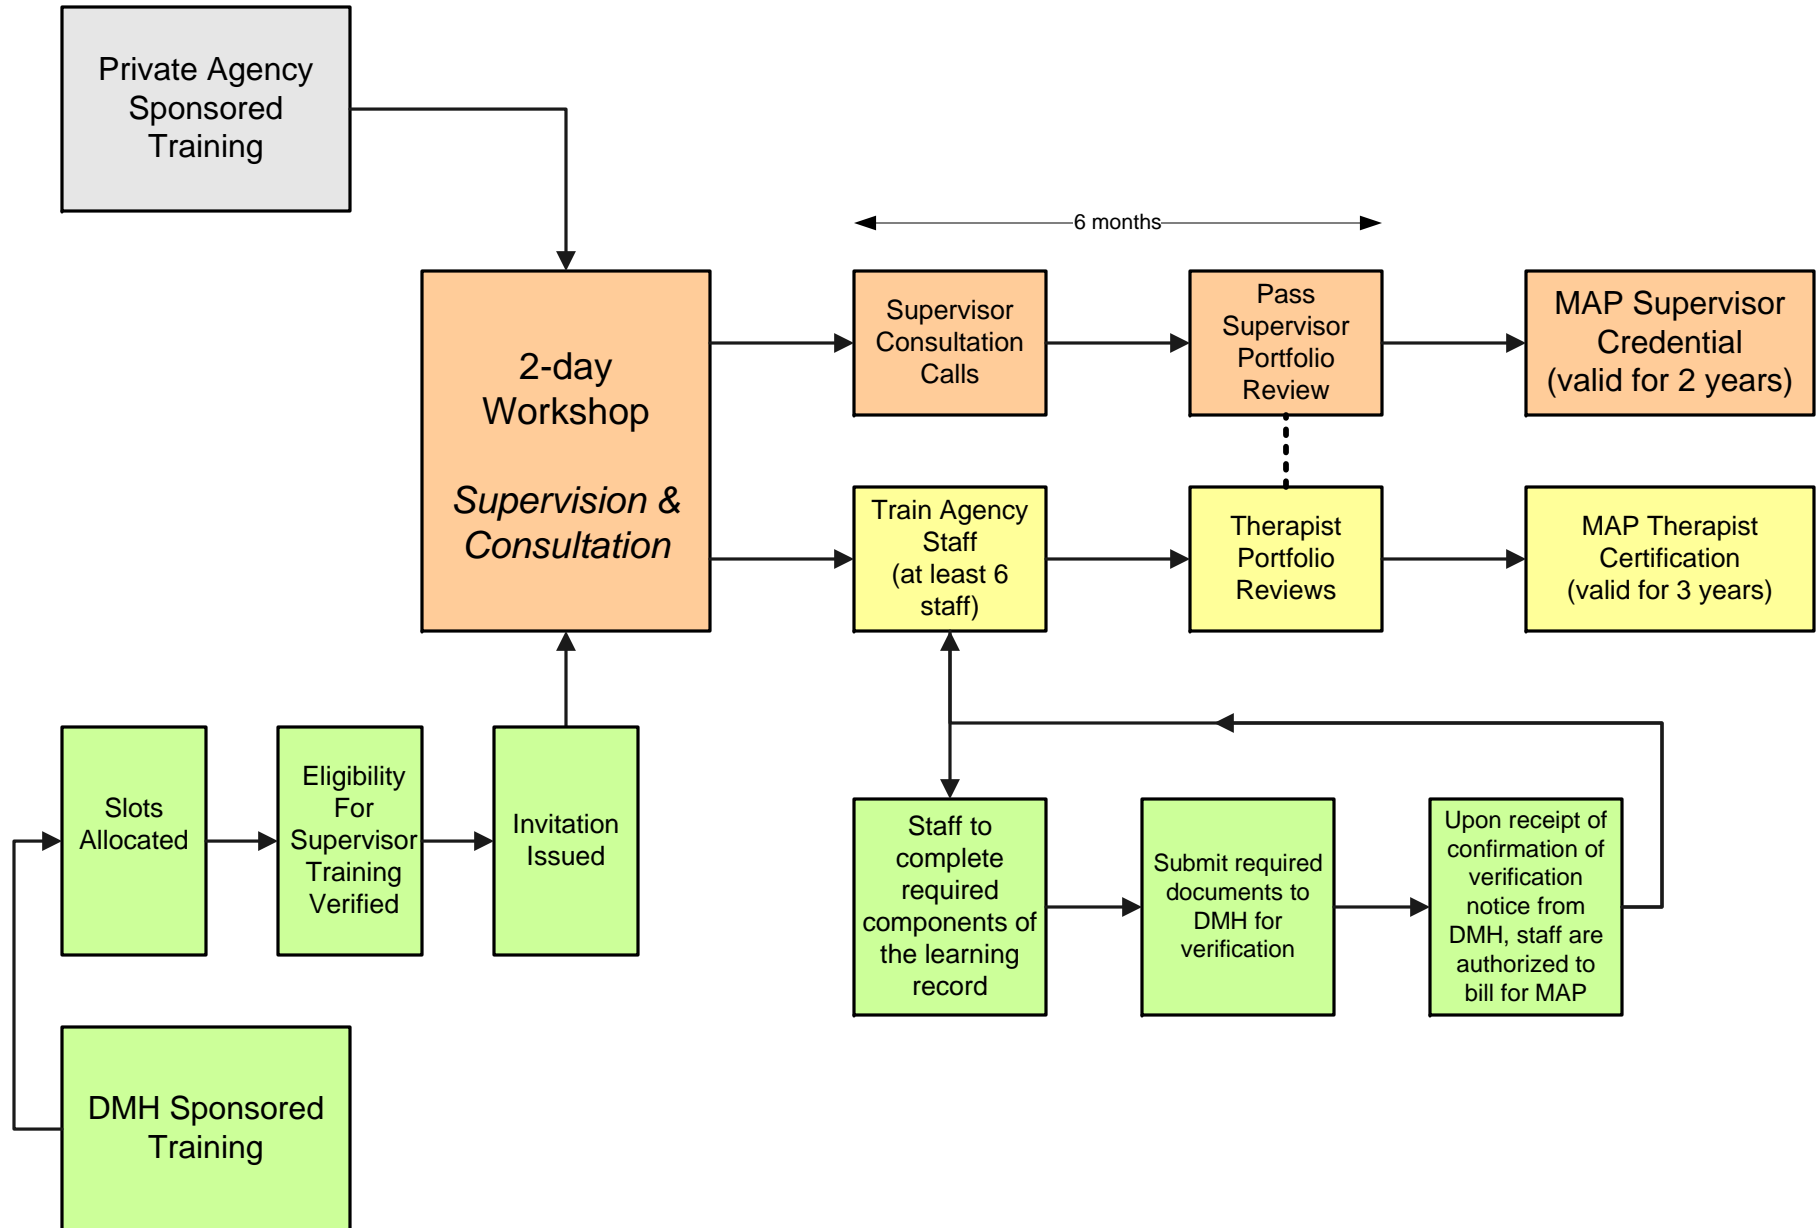 Private Agency
Sponsored
Training
6 months
2-day
Workshop
Supervision &
Consultation
Supervisor
Consultation
Calls
Pass
Supervisor
Portfolio
Review
MAP Supervisor
Credential
(valid for 2 years)
Train Agency
Staff
(at least 6
staff)
Therapist
Portfolio
Reviews
MAP Therapist
Certification
(valid for 3 years)
Slots
Allocated
Eligibility
For
Supervisor
Training
Verified
Invitation
Issued
Staff to
complete
required
components of
the learning
record
Submit required
documents to
DMH for
verification
Upon receipt of
confirmation of
verification
notice from
DMH, staff are
authorized to
bill for MAP
DMH Sponsored
Training